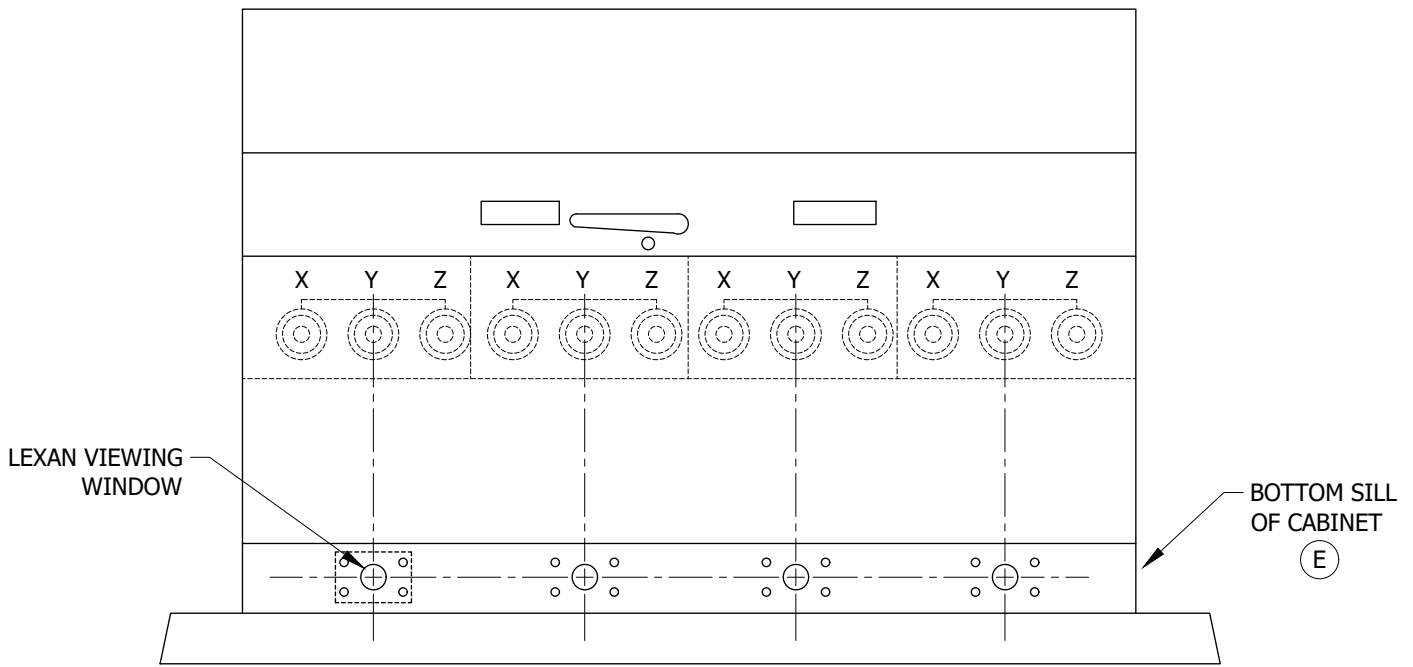 X Y Z X Y Z X Y Z X Y Z
LEXAN VIEWING
WINDOW
BOTTOM SILL
OF CABINET
E